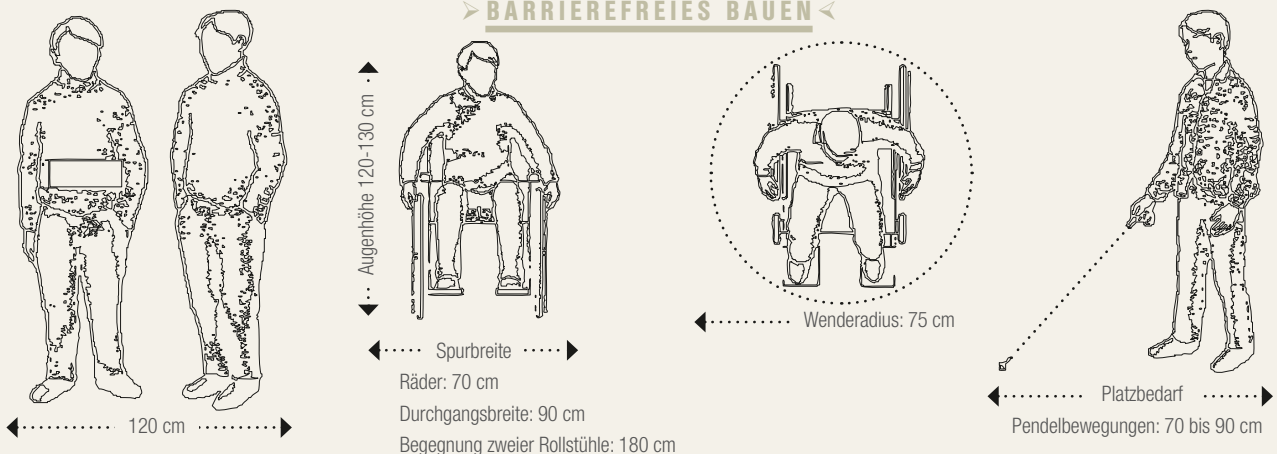 BARRIEREFREIES BAUEN
120 cm
Augenhöhe 120-130 cm
Spurbreite
Räder: 70 cm
Durchgangsbreite: 90 cm
Begegnung zweier Rollstühle: 180 cm
Wenderadius: 75 cm
Platzbedarf
Pendelbewegungen: 70 bis 90 cm